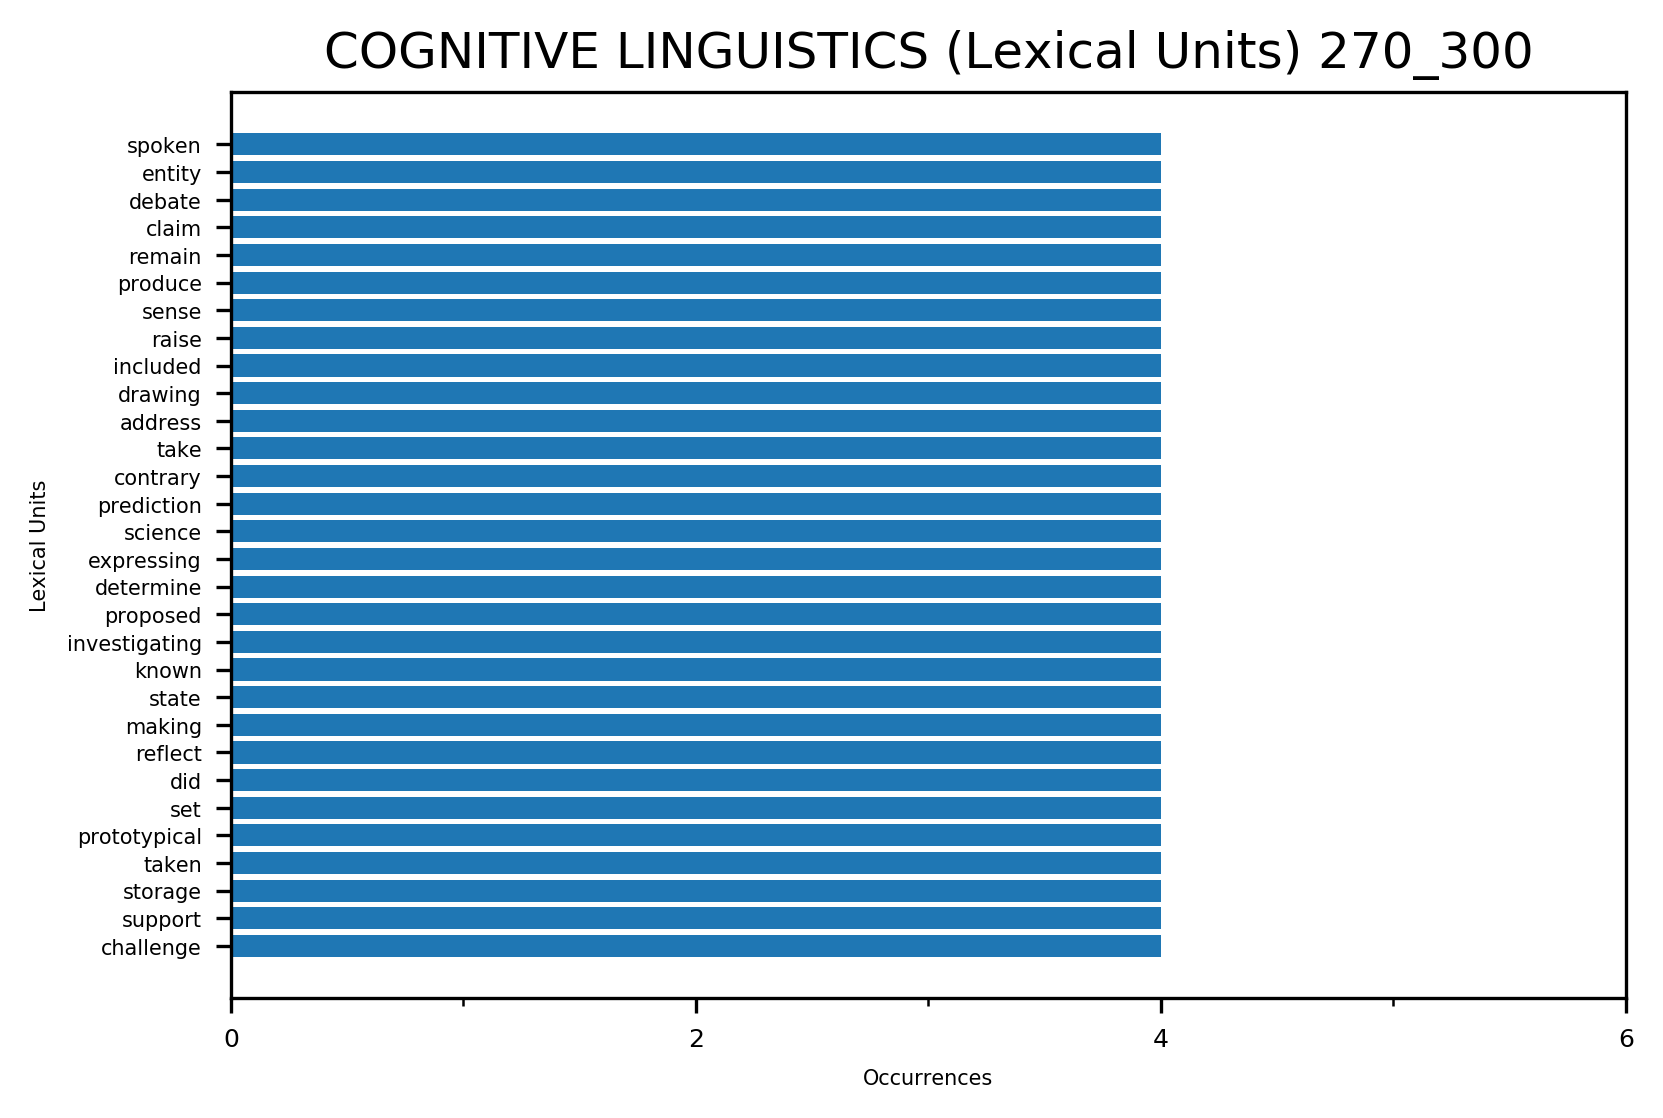 COGNITIVE LINGUISTICS (Lexical Units) 270_300
spoken
entity
debate
claim
remain
produce
sense
raise
included
drawing
address
take
contrary
prediction
science
expressing
determine
proposed
investigating
known
state
making
reflect
did
set
prototypical
taken
storage
support
challenge
Lexical Units
0 2 4 6
Occurrences